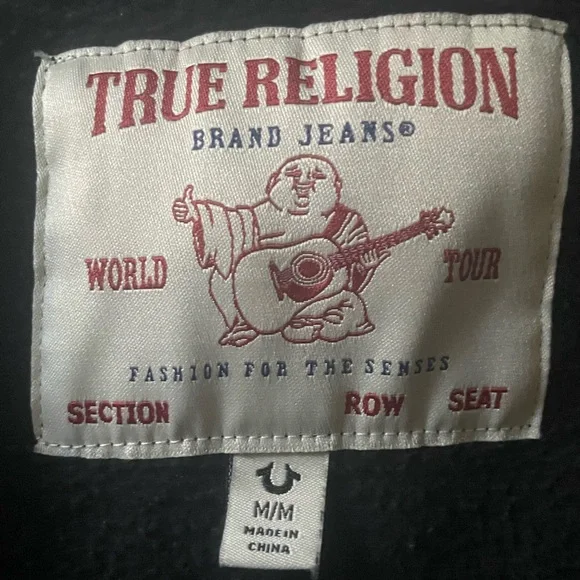 TRUE RELIGION
BRAND JEANS®
WORLD TOUR
FASHION FOR THE SENSES
SECTION ROW SEAT
M/M
MADE IN
CHINA